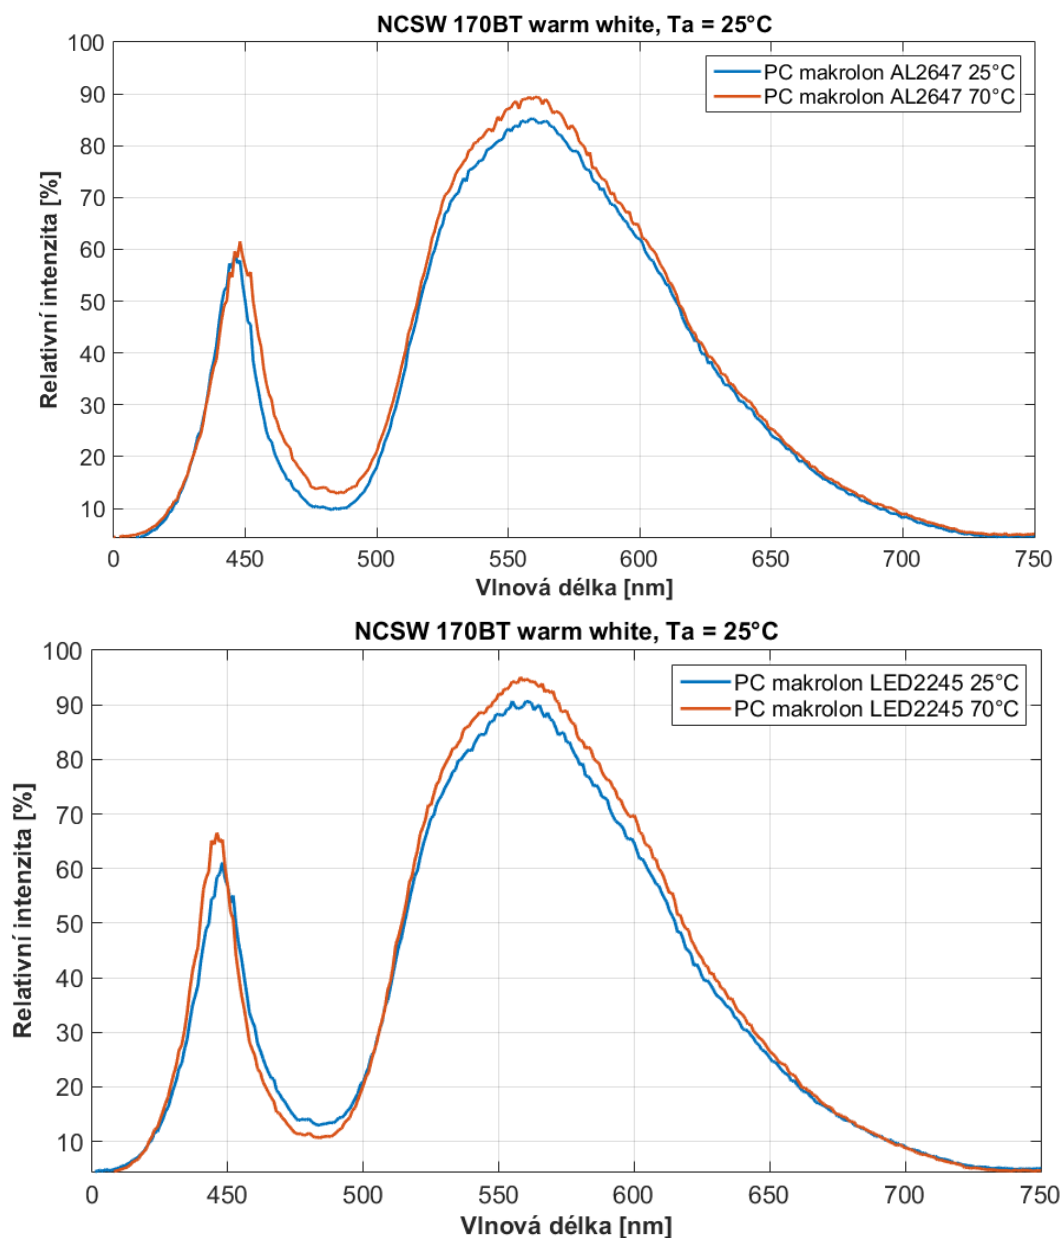 NCSW 170BT warm white, Ta = 25°C
PC makrolon AL2647 25°C
PC makrolon AL2647 70°C
Relativní intenzita [%]
100
90
80
70
60
50
40
30
20
10
0 450 500 550 600 650 700 750
Vlnová délka [nm]
NCSW 170BT warm white, Ta = 25°C
PC makrolon LED2245 25°C
PC makrolon LED2245 70°C
Relativní intenzita [%]
100
90
80
70
60
50
40
30
20
10
0 450 500 550 600 650 700 750
Vlnová délka [nm]